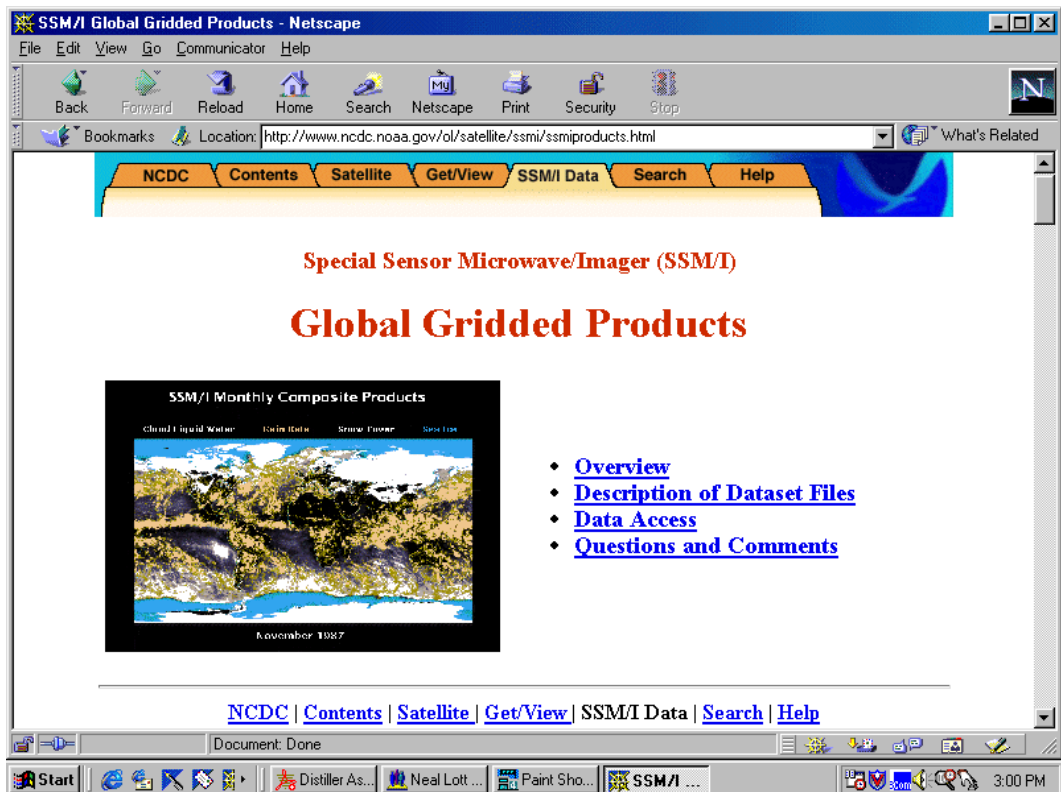 SSM/I Global Gridded Products - Netscape
File Edit View Go Communicator Help
My
N
Back Forward Reload Home Search Netscape Print Security Stop
Bookmarks Location: http://www.ncdc.noaa.gov/ol/satellite/ssmi/ssmiproducts.html What's Related
NCDC Contents Satellite Get/View SSM/I Data Search Help
Special Sensor Microwave/Imager (SSM/I)
Global Gridded Products
SSM/I Monthly Composite Products
Cloud Liquid Water Rain Rate Snow Cover Sea Ice
November 1987
• Overview
• Description of Dataset Files
• Data Access
• Questions and Comments
NCDC | Contents | Satellite | Get/View | SSM/I Data | Search | Help
Document: Done
Start Distiller As... Neal Lott ... Paint Sho... SSM/I ... 3:00 PM